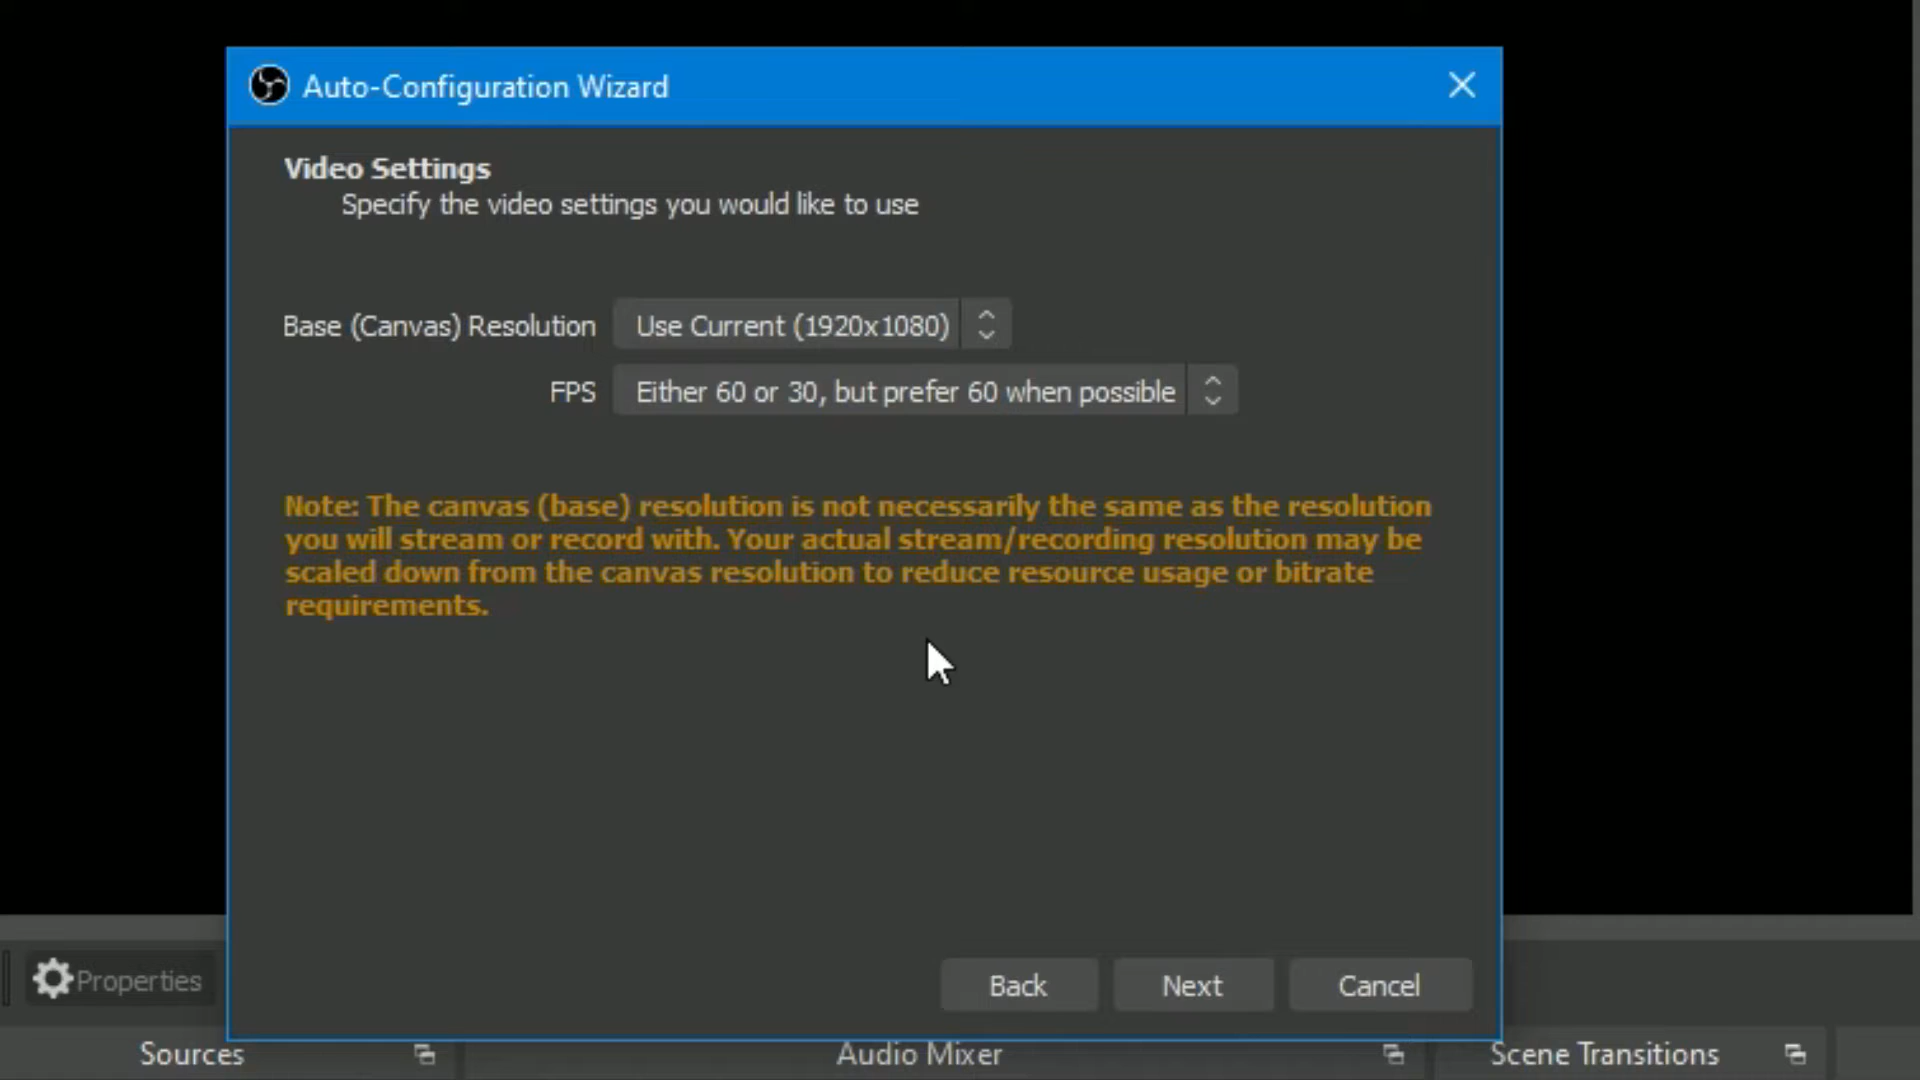 Auto-Configuration Wizard
Video Settings
Specify the video settings you would like to use
Base (Canvas) Resolution Use Current (1920x1080)
FPS Either 60 or 30, but prefer 60 when possible
Note: The canvas (base) resolution is not necessarily the same as the resolution
you will stream or record with. Your actual stream/recording resolution may be
scaled down from the canvas resolution to reduce resource usage or bitrate
requirements.
Back Next Cancel
Properties
Sources Audio Mixer Scene Transitions